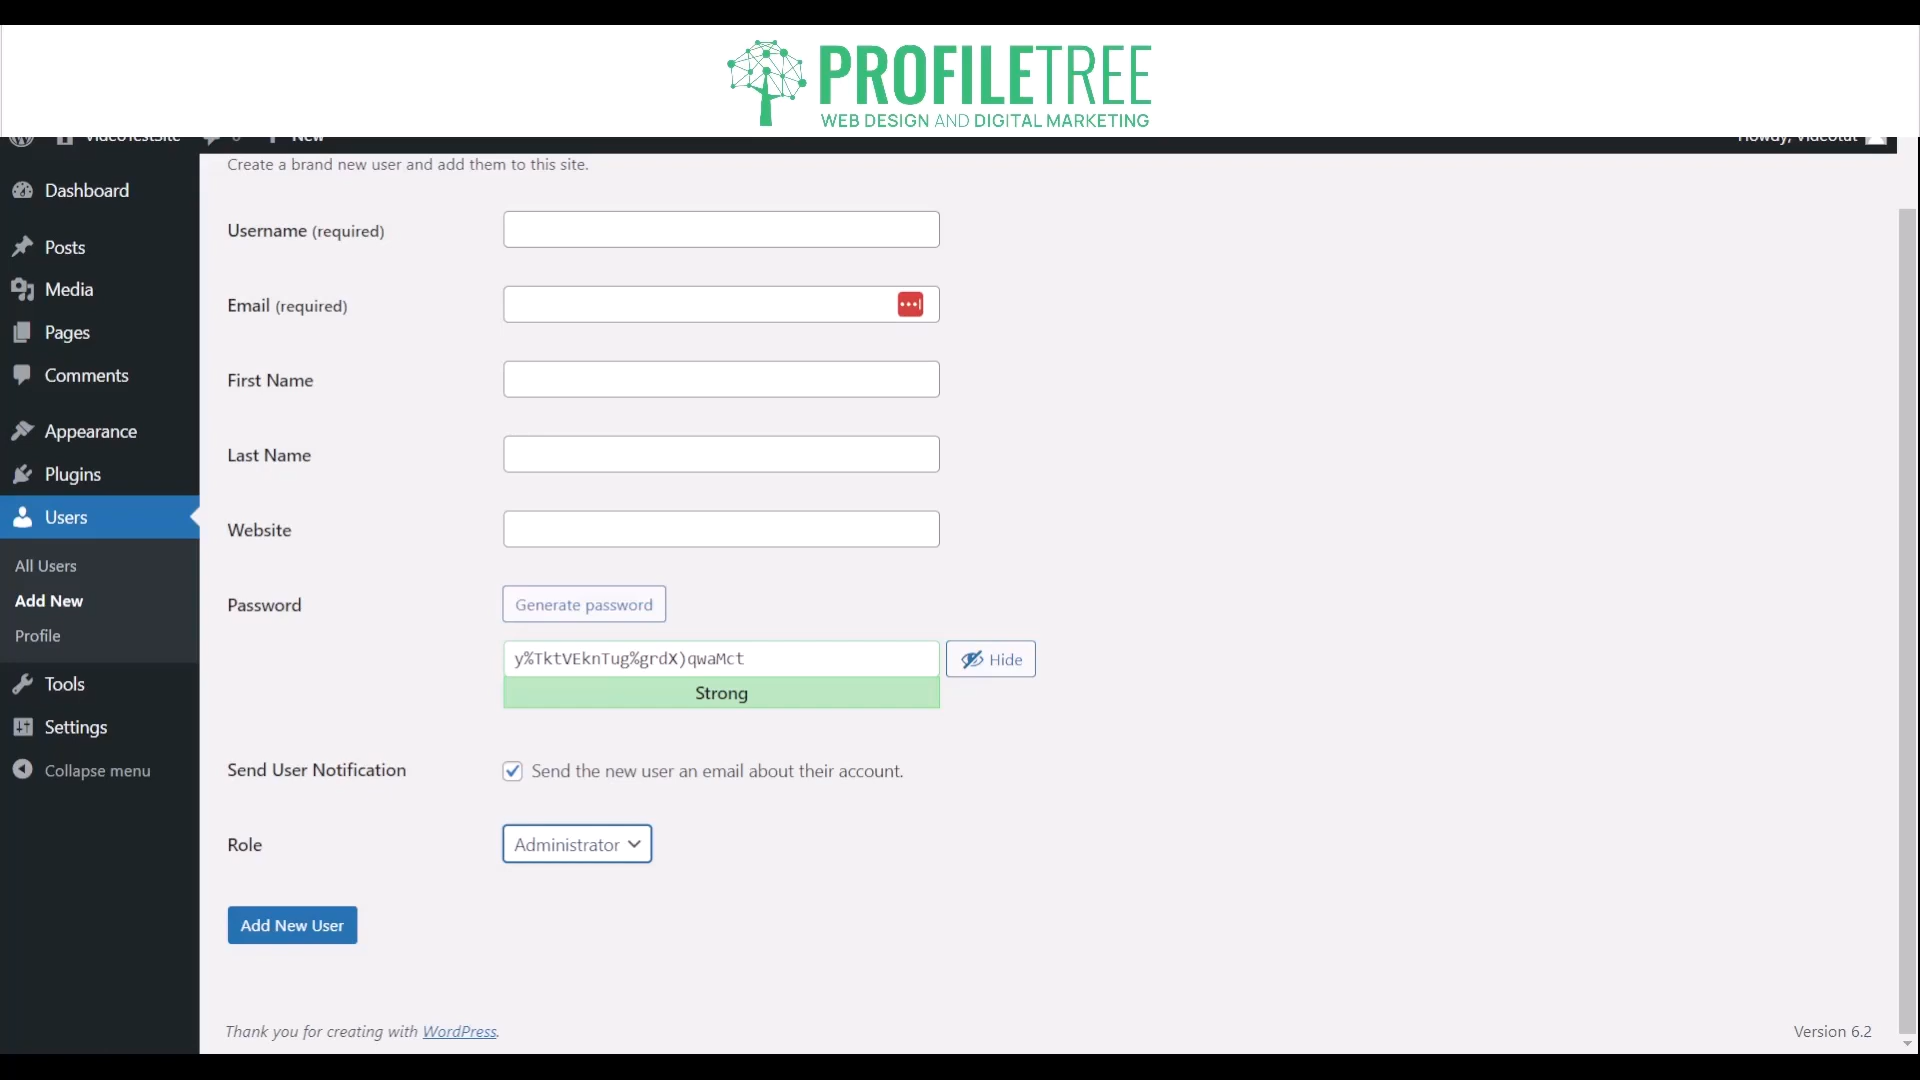 PROFILETREE
WEB DESIGN AND DIGITAL MARKETING
VideoTestSite
New
Howdy, videotut
Create a brand new user and add them to this site.
Dashboard
Posts
Media
Pages
Comments
Appearance
Plugins
Users
All Users
Add New
Profile
Tools
Settings
Collapse menu
Username (required)
Email (required)
First Name
Last Name
Website
Password
Generate password
y%TktVEknTug%grdX)qwaMct
Hide
Strong
Send User Notification
Send the new user an email about their account.
Role
Administrator
Add New User
Thank you for creating with WordPress.
Version 6.2